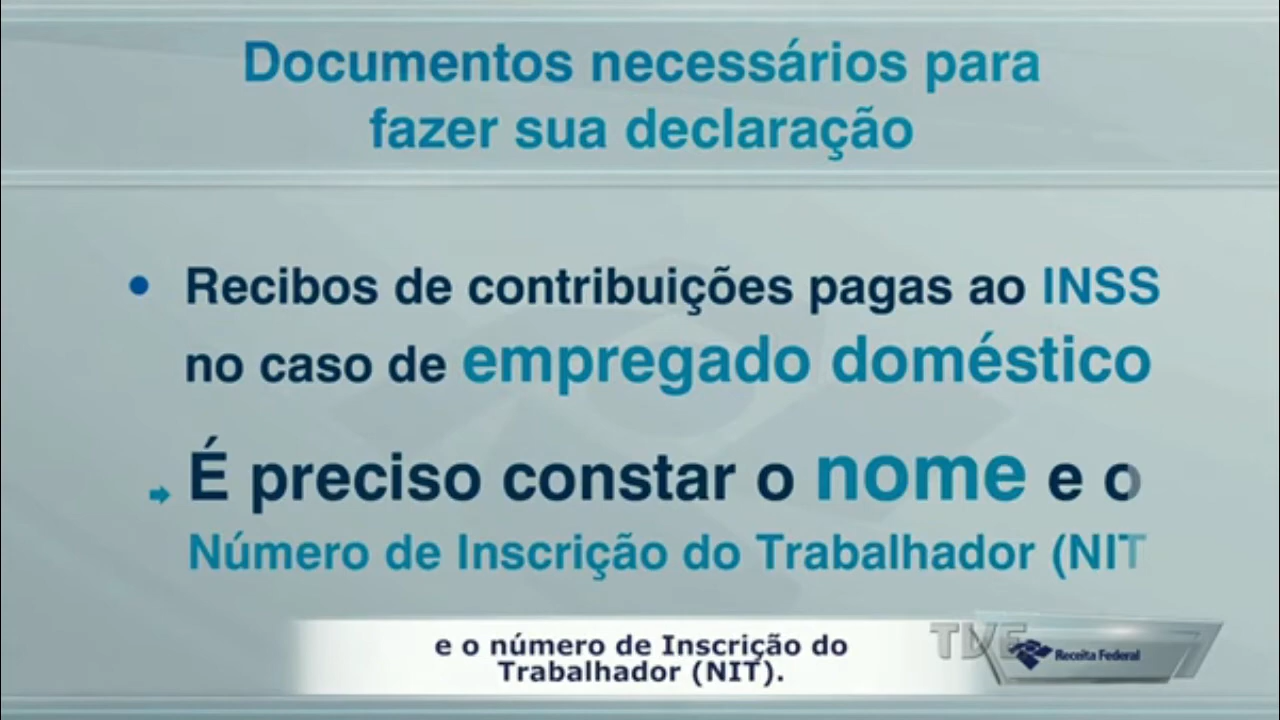 Documentos necessários para
fazer sua declaração
• Recibos de contribuições pagas ao INSS
no caso de empregado doméstico
É preciso constar o nome e o
Número de Inscrição do Trabalhador (NIT
e o número de Inscrição do
Trabalhador (NIT).
TVE
Receita Federal